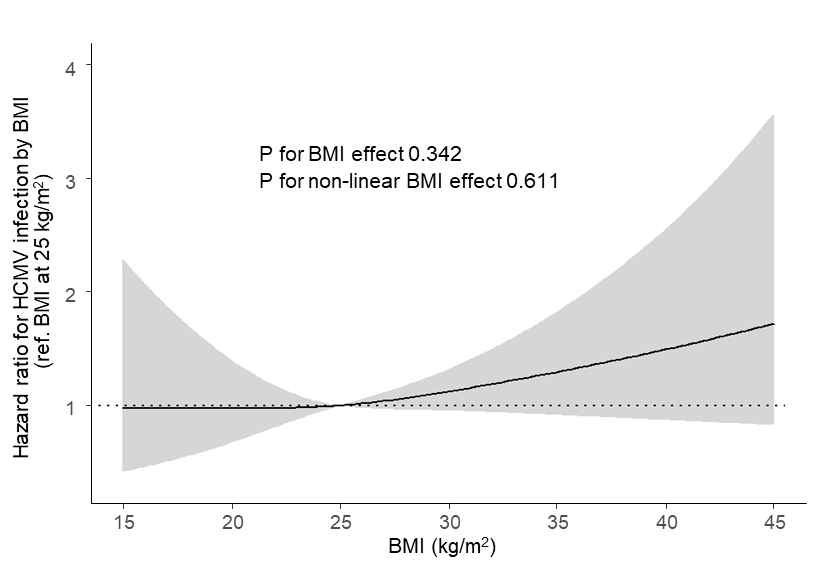 Hazard ratio for HCMV infection by BMI
(ref. BMI at 25 kg/m²)
4
3
2
1
P for BMI effect 0.342
P for non-linear BMI effect 0.611
15 20 25 30 35 40 45
BMI (kg/m²)